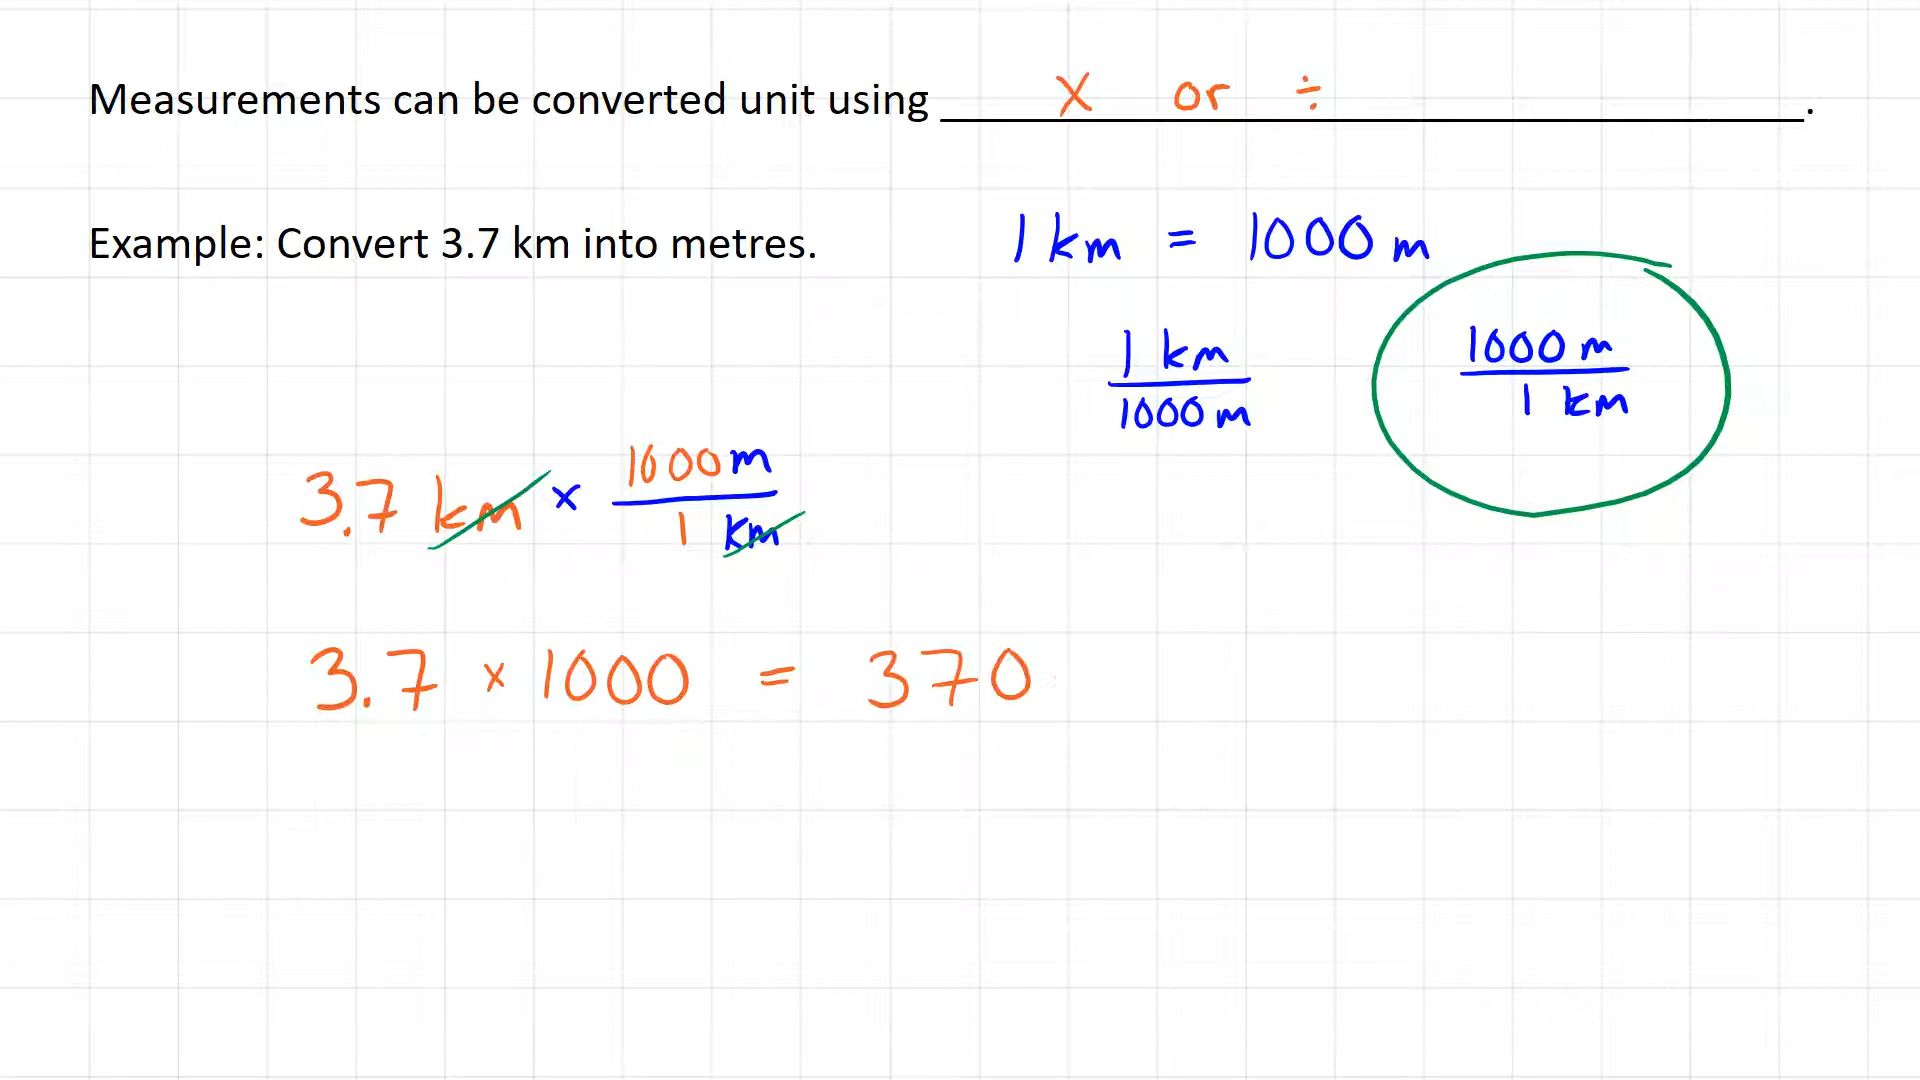 Measurements can be converted unit using x or ÷ .
Example: Convert 3.7 km into metres.
1 km = 1000 m
1 km
1000 m
1000 m
1 km
3.7 km × 1000 m
1 km
3.7 × 1000 = 370